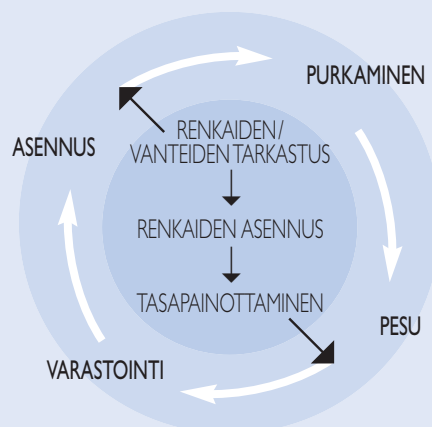 PURKAMINEN
ASENNUS
RENKAIDEN/
VANTEIDEN TARKASTUS
RENKAIDEN ASENNUS
TASAPAINOTTAMINEN
PESU
VARASTOINTI